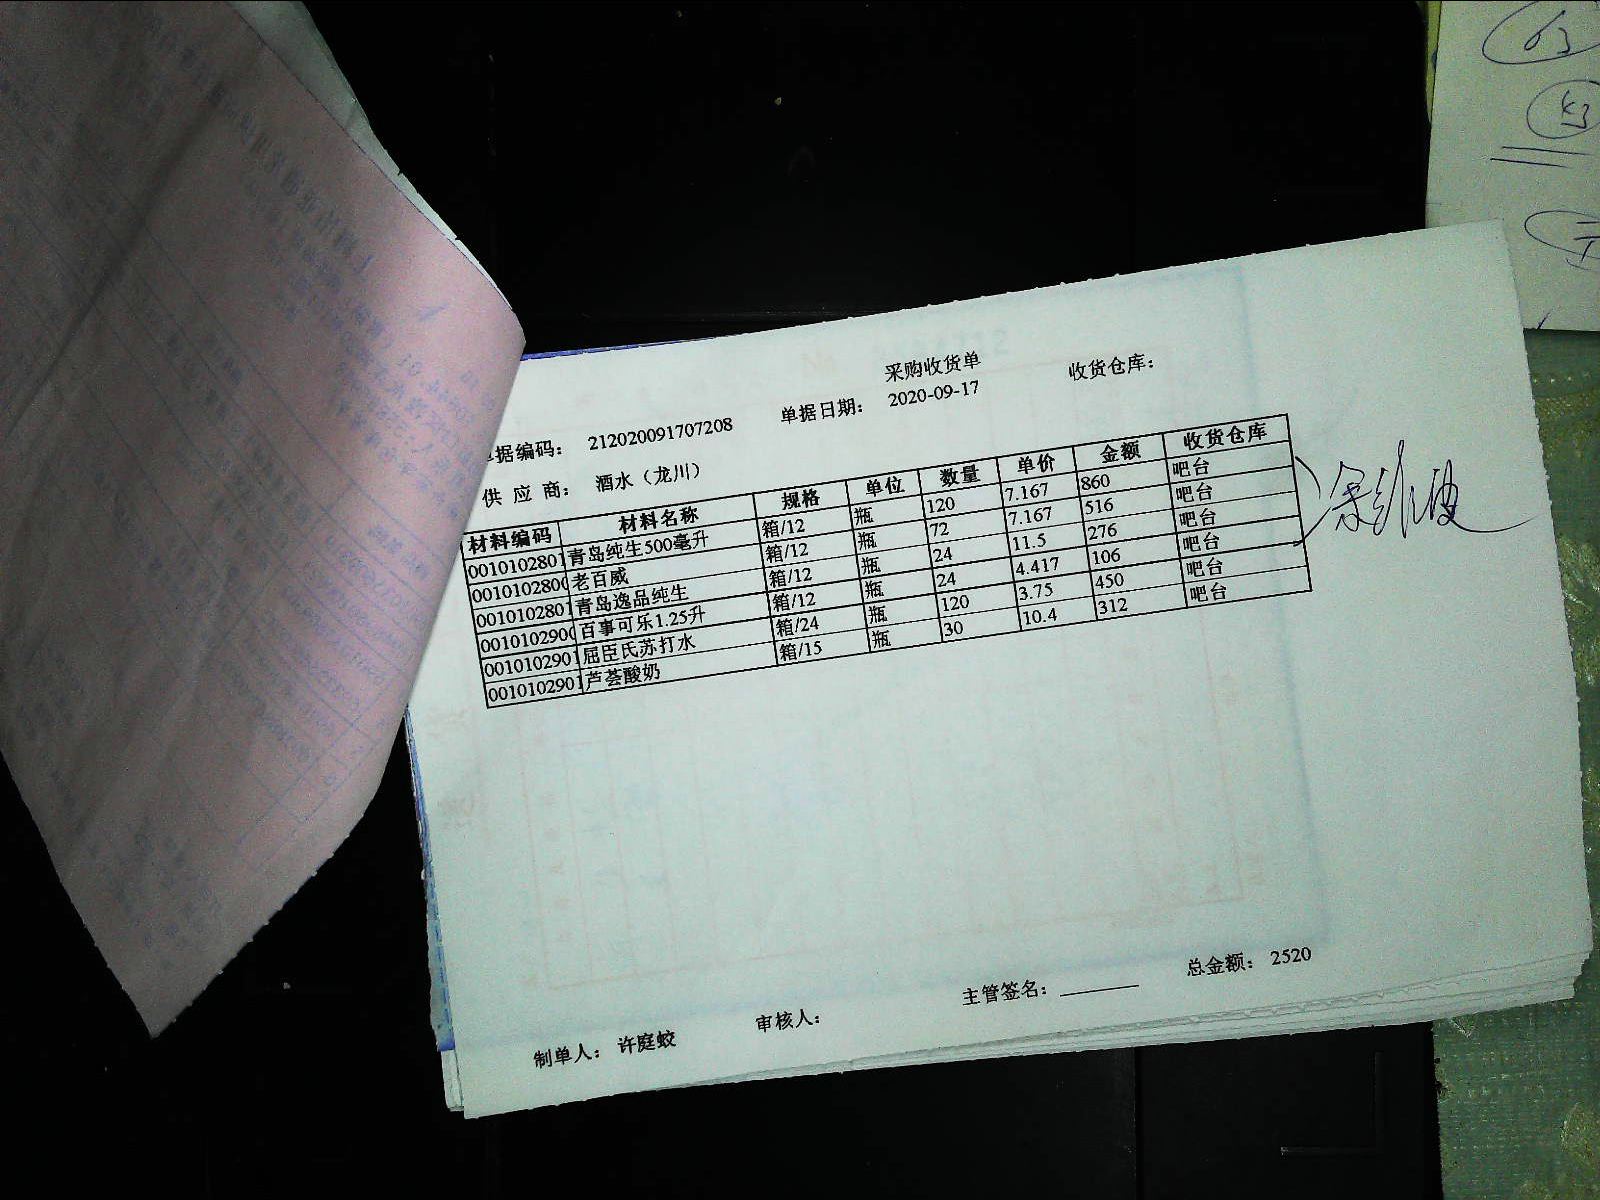 采购收货单
据编码： 212020091707208 单据日期： 2020-09-17 收货仓库：
供 应 商： 酒水（龙川）
材料编码 材料名称 规格 单位 数量 单价 金额 收货仓库
0010102801 青岛纯生500毫升 箱/12 瓶 120 7.167 860 吧台
001010280 老百威 箱/12 瓶 72 7.167 516 吧台
0010102801 青岛逸品纯生 箱/12 瓶 24 11.5 276 吧台
001010290 百事可乐1.25升 箱/12 瓶 24 4.417 106 吧台
0010102901 屈臣氏苏打水 箱/24 瓶 120 3.75 450 吧台
0010102901 芦荟酸奶 箱/15 瓶 30 10.4 312 吧台
制单人： 许庭蛟 审核人： 主管签名： 总金额： 2520
63